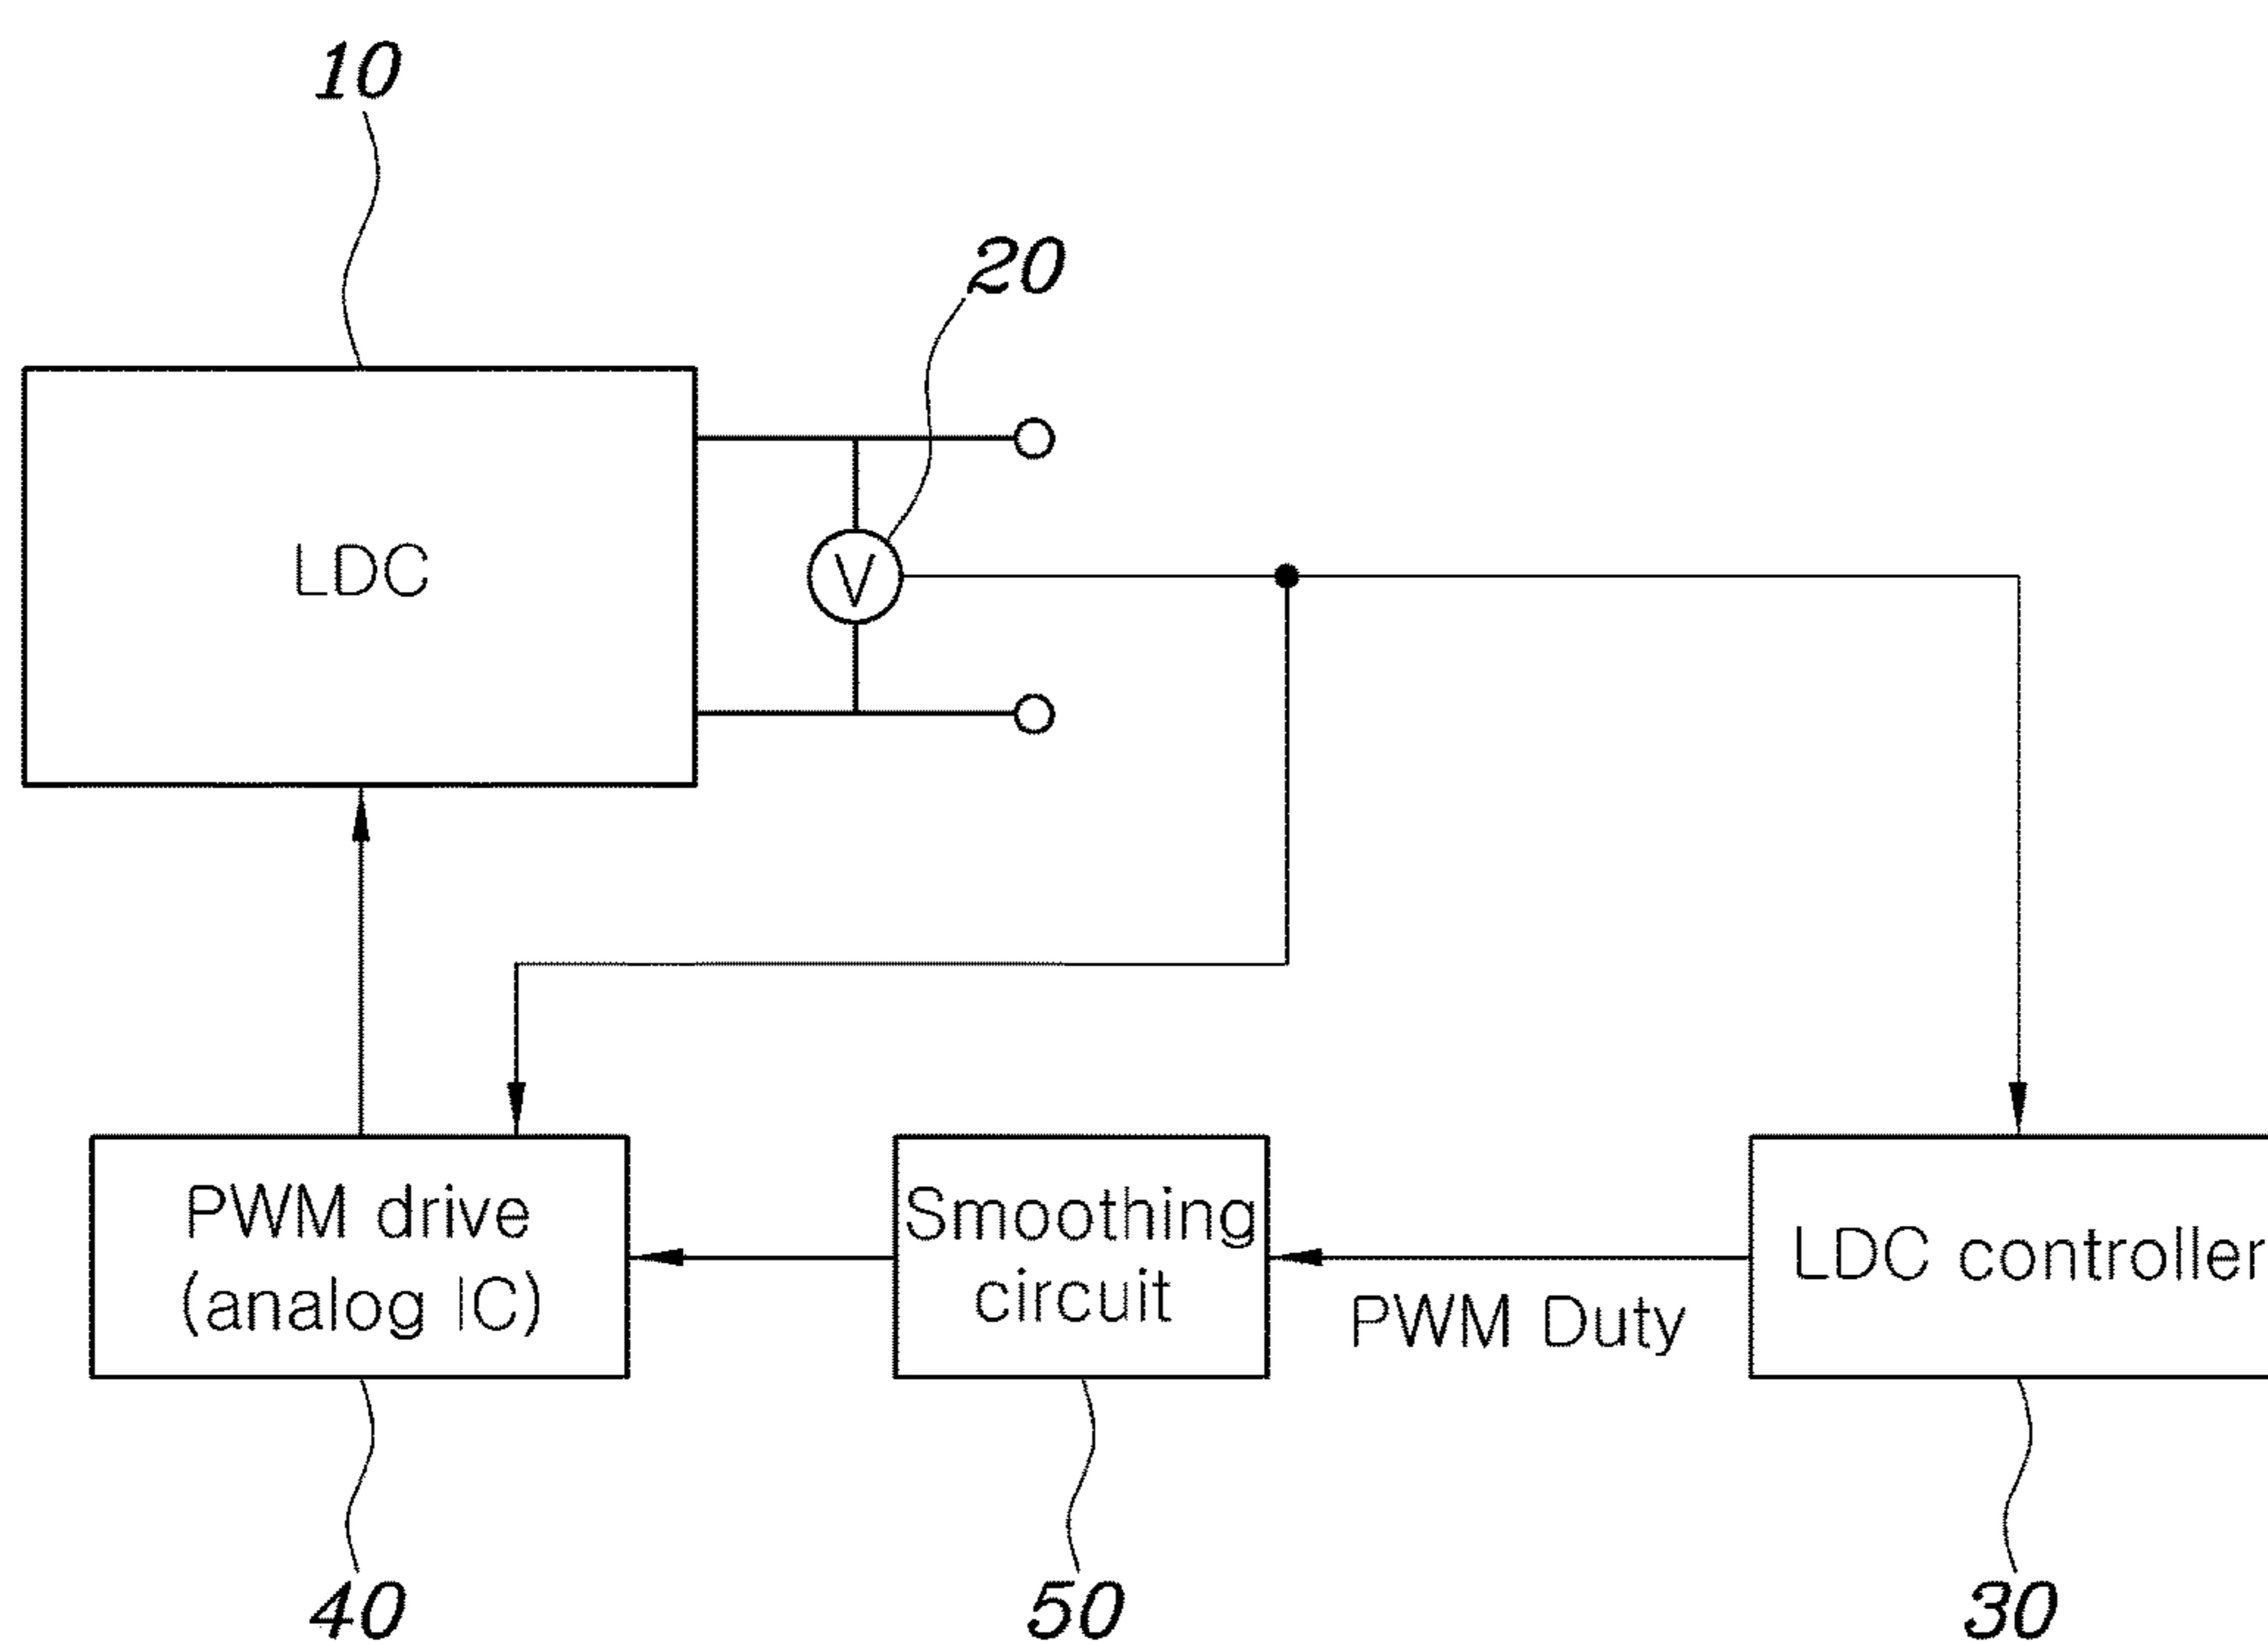 10
20
LDC
V
PWM drive
(analog IC)
Smoothing
circuit
PWM Duty
LDC controller
40
50
30